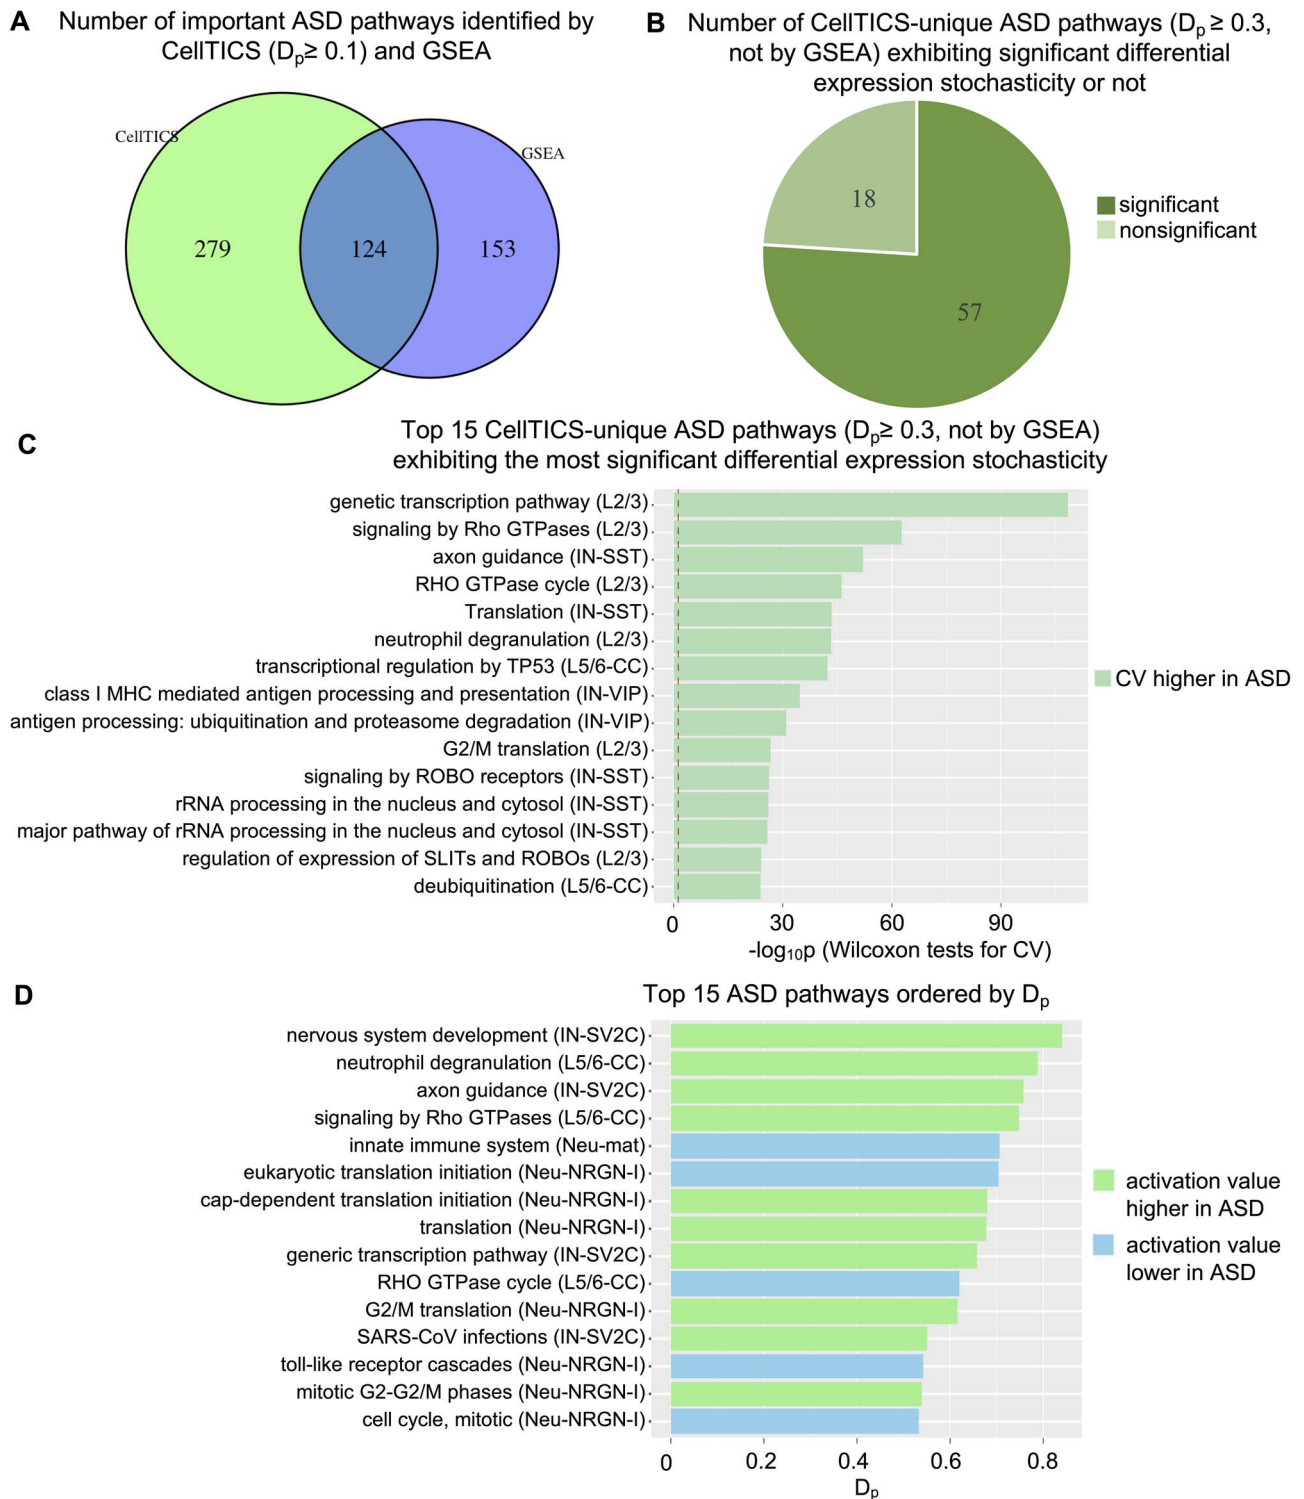 A
Number of important ASD pathways identified by
CellTICS (Dp≥ 0.1) and GSEA
CellTICS
GSEA
279
124
153
B
Number of CellTICS-unique ASD pathways (Dp ≥ 0.3,
not by GSEA) exhibiting significant differential
expression stochasticity or not
18
57
significant
nonsignificant
C
Top 15 CellTICS-unique ASD pathways (Dp≥ 0.3, not by GSEA)
exhibiting the most significant differential expression stochasticity
genetic transcription pathway (L2/3)
signaling by Rho GTPases (L2/3)
axon guidance (IN-SST)
RHO GTPase cycle (L2/3)
Translation (IN-SST)
neutrophil degranulation (L2/3)
transcriptional regulation by TP53 (L5/6-CC)
class I MHC mediated antigen processing and presentation (IN-VIP)
antigen processing: ubiquitination and proteasome degradation (IN-VIP)
G2/M translation (L2/3)
signaling by ROBO receptors (IN-SST)
rRNA processing in the nucleus and cytosol (IN-SST)
major pathway of rRNA processing in the nucleus and cytosol (IN-SST)
regulation of expression of SLITs and ROBOs (L2/3)
deubiquitination (L5/6-CC)
0 30 60 90
-log₁₀p (Wilcoxon tests for CV)
CV higher in ASD
D
Top 15 ASD pathways ordered by Dp
nervous system development (IN-SV2C)
neutrophil degranulation (L5/6-CC)
axon guidance (IN-SV2C)
signaling by Rho GTPases (L5/6-CC)
innate immune system (Neu-mat)
eukaryotic translation initiation (Neu-NRGN-I)
cap-dependent translation initiation (Neu-NRGN-I)
translation (Neu-NRGN-I)
generic transcription pathway (IN-SV2C)
RHO GTPase cycle (L5/6-CC)
G2/M translation (Neu-NRGN-I)
SARS-CoV infections (IN-SV2C)
toll-like receptor cascades (Neu-NRGN-I)
mitotic G2-G2/M phases (Neu-NRGN-I)
cell cycle, mitotic (Neu-NRGN-I)
0 0.2 0.4 0.6 0.8
Dp
activation value
higher in ASD
activation value
lower in ASD